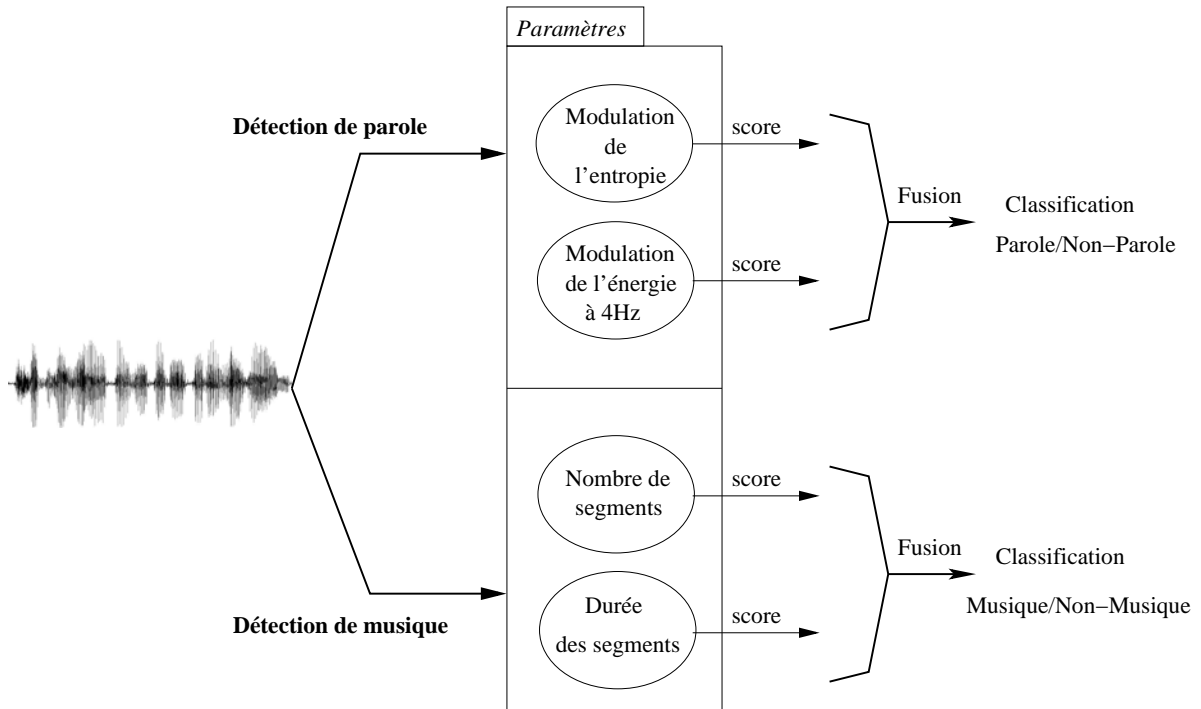 Paramètres
Détection de parole
Modulation
de
l'entropie
score
Modulation
de l'énergie
à 4Hz
score
Fusion
Classification
Parole/Non−Parole
Nombre de
segments
score
Durée
des segments
score
Fusion
Classification
Musique/Non−Musique
Détection de musique